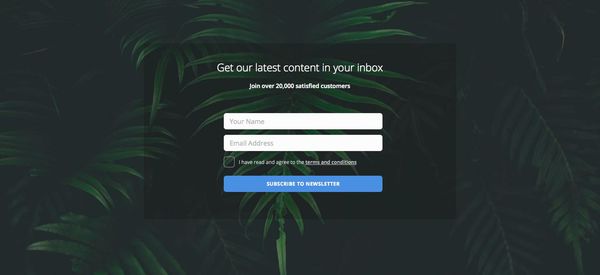 Get our latest content in your inbox
Join over 20,000 satisfied customers
Your Name
Email Address
I have read and agree to the terms and conditions
SUBSCRIBE TO NEWSLETTER